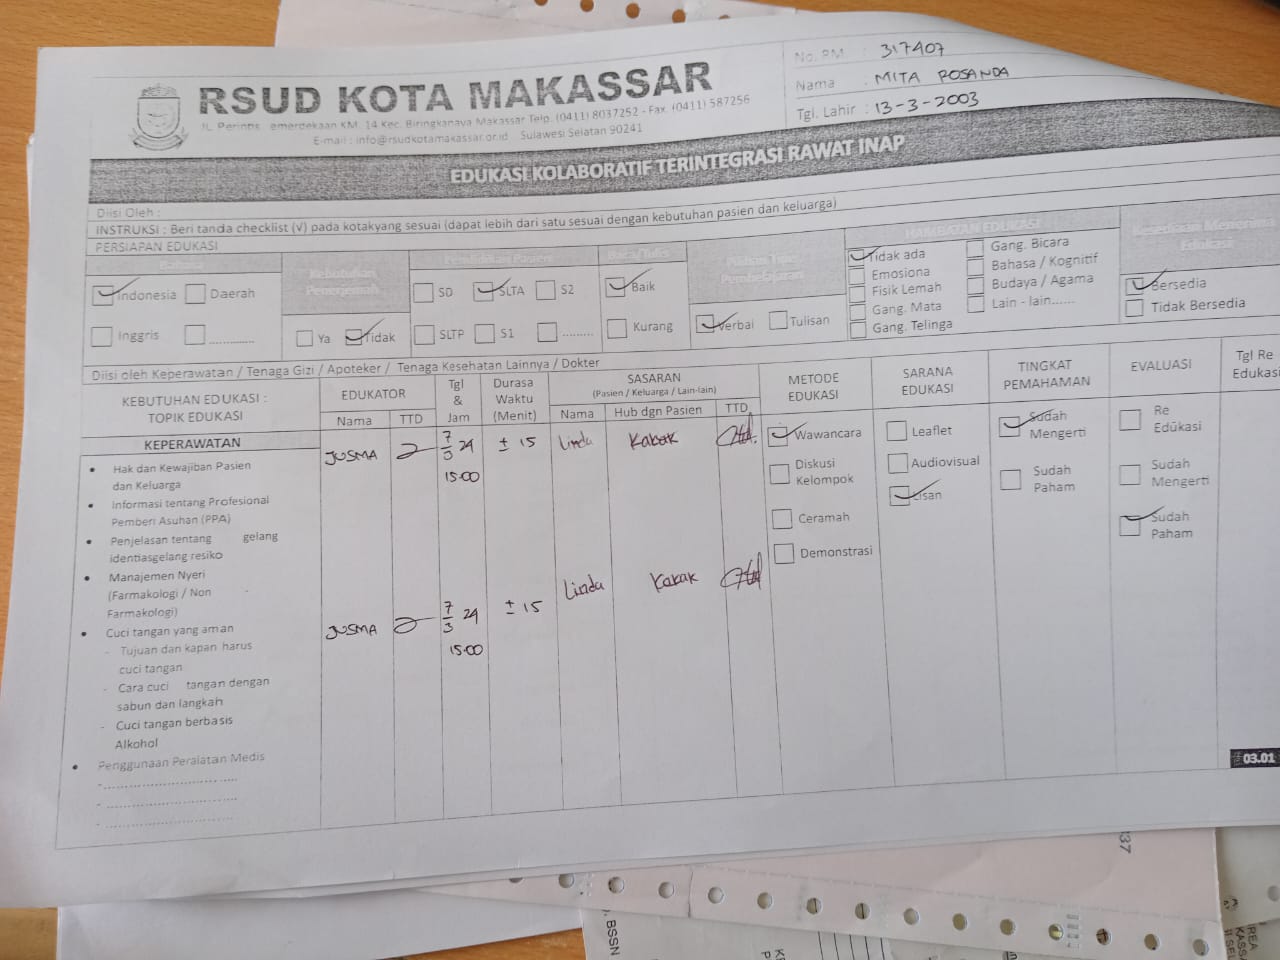 No. RM : 317407
Nama : MITA ROSANDA
Tgl. Lahir : 13-3-2003
RSUD KOTA MAKASSAR
JL. Perintis emerdekaan KM. 14 Kec. Biringkanaya Makassar Telp. (0411) 8037252 - Fax. (0411) 587256
E-mail : info@rsudkotamakassar.or.id Sulawesi Selatan 90241
EDUKASI KOLABORATIF TERINTEGRASI RAWAT INAP
Diisi Oleh :
INSTRUKSI : Beri tanda checklist (√) pada kotakyang sesuai (dapat lebih dari satu sesuai dengan kebutuhan pasien dan keluarga)
PERSIAPAN EDUKASI
Bahasa
Indonesia Daerah
Inggris ............
Kebutuhan Penerjemah
Ya Tidak
Pendidikan Pasien
SD SLTA S2
SLTP S1 .........
Baca/Tulis
Baik
Kurang
Pilihan Tipe Pembelajaran
Verbal Tulisan
HAMBATAN EDUKASI
Tidak ada Gang. Bicara
Emosiona Bahasa / Kognitif
Fisik Lemah Budaya / Agama
Gang. Mata Lain - lain......
Gang. Telinga
Kesediaan Menerima Edukasi
Bersedia
Tidak Bersedia
Diisi oleh Keperawatan / Tenaga Gizi / Apoteker / Tenaga Kesehatan Lainnya / Dokter
KEBUTUHAN EDUKASI :
TOPIK EDUKASI
EDUKATOR
Nama TTD
Tgl & Jam
Durasa Waktu (Menit)
SASARAN
(Pasien / Keluarga / Lain-lain)
Nama Hub dgn Pasien TTD
METODE EDUKASI
SARANA EDUKASI
TINGKAT PEMAHAMAN
EVALUASI
Tgl Re Edukasi
KEPERAWATAN
• Hak dan Kewajiban Pasien
dan Keluarga
• Informasi tentang Profesional
Pemberi Asuhan (PPA)
• Penjelasan tentang gelang
identiasgelang resiko
• Manajemen Nyeri
(Farmakologi / Non
Farmakologi)
• Cuci tangan yang aman
- Tujuan dan kapan harus
cuci tangan
- Cara cuci tangan dengan
sabun dan langkah
- Cuci tangan berbasis
Alkohol
• Penggunaan Peralatan Medis
- ..............................
- ..............................
- ..............................
JUSMA 7/3 24 ± 15 Linda Kakak
15.00
JUSMA 7/3 24 ± 15 Linda Kakak
15.00
Wawancara
Diskusi
Kelompok
Ceramah
Demonstrasi
Leaflet
Audiovisual
Lisan
Sudah
Mengerti
Sudah
Paham
Re
Edukasi
Sudah
Mengerti
Sudah
Paham
03.01
37
BSSN